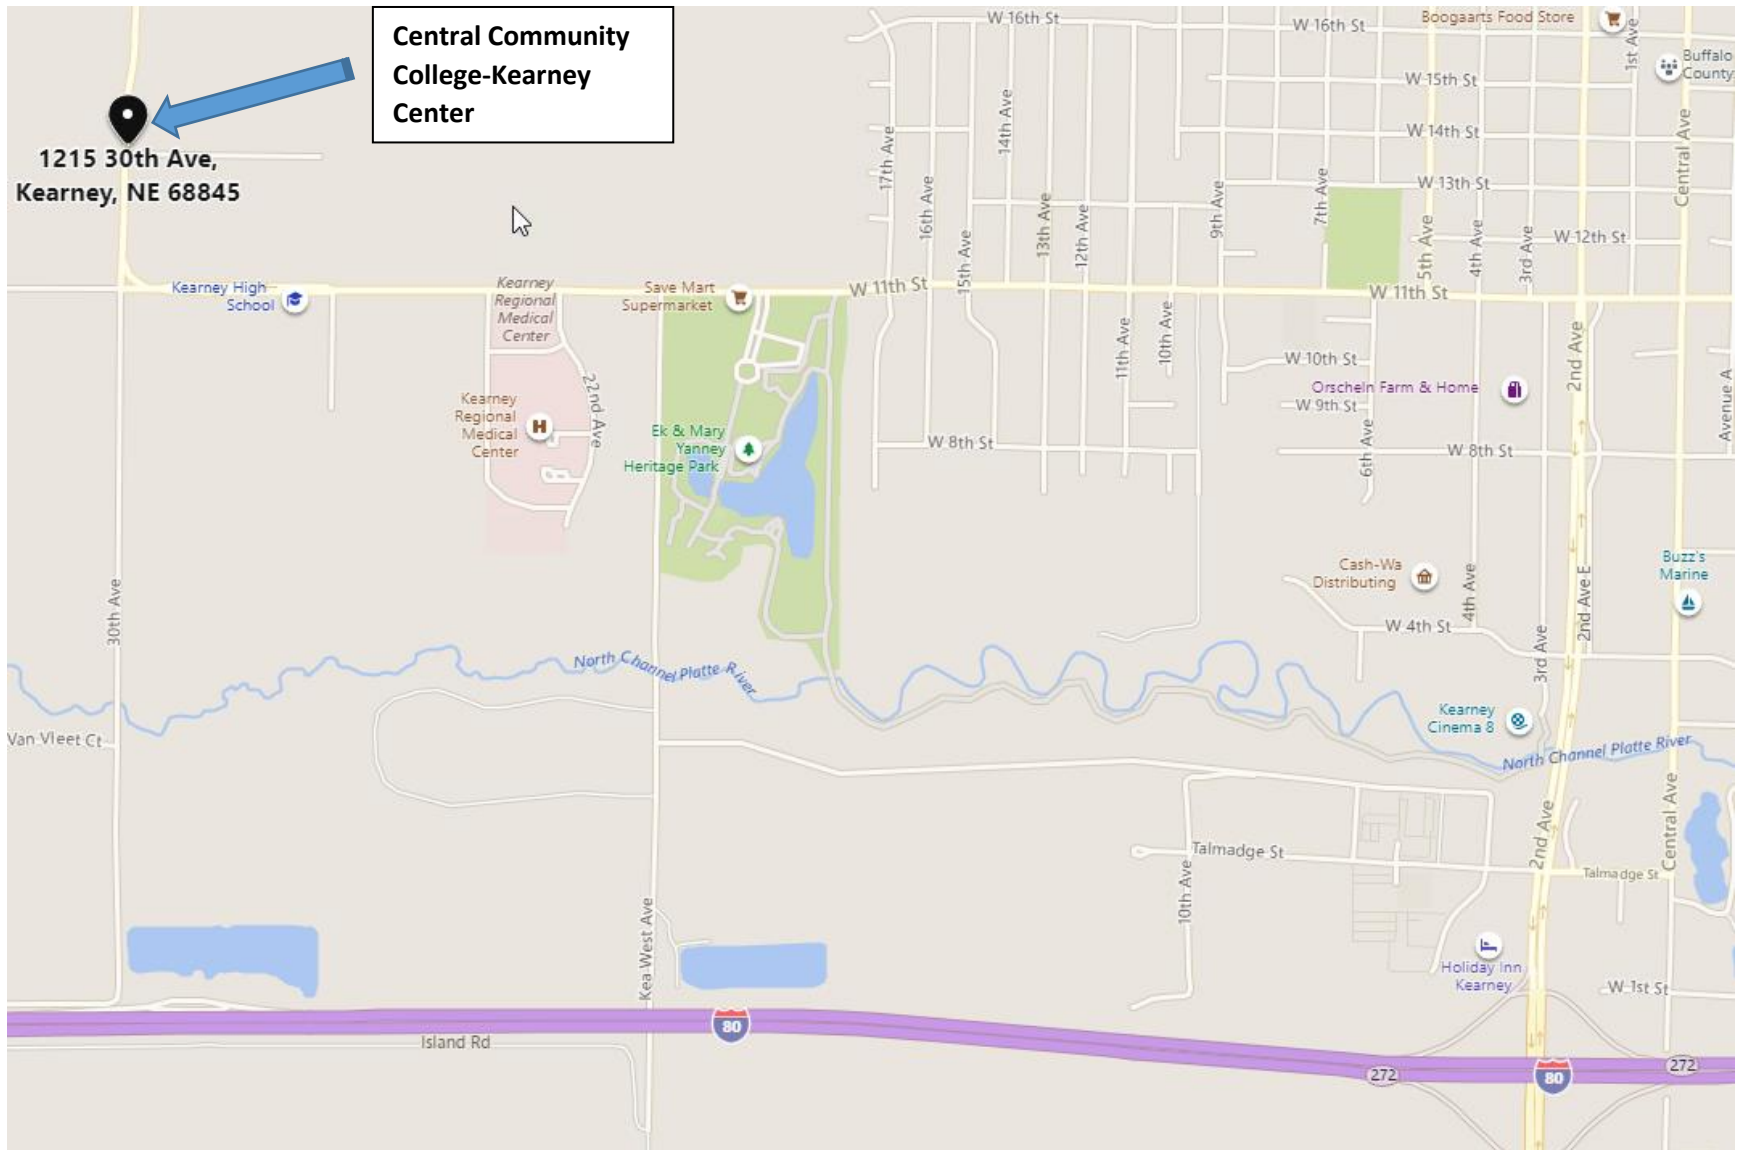 Central Community
College-Kearney
Center
1215 30th Ave,
Kearney, NE 68845
W 16th St
W 16th St
Boogaarts Food Store
1st Ave
Buffalo
County
W 15th St
14th Ave
W 14th St
Central Ave
17th Ave
W 13th St
16th Ave
13th Ave
12th Ave
9th Ave
7th Ave
15th Ave
5th Ave
4th Ave
3rd Ave
W 12th St
Kearney High
School
Kearney
Regional
Medical
Center
Save Mart
Supermarket
W 11th St
W 11th St
11th Ave
10th Ave
2nd Ave
W 10th St
22nd Ave
Orscheln Farm & Home
W 9th St
Avenue A
Kearney
Regional
Medical
Center
Ek & Mary
Yanney
Heritage Park
W 8th St
6th Ave
W 8th St
30th Ave
Cash-Wa
Distributing
4th Ave
2nd Ave E
Buzz's
Marine
W 4th St
3rd Ave
North Channel Platte River
Kearney
Cinema 8
Van Vleet Ct
North Channel Platte River
2nd Ave
Central Ave
Talmadge St
Talmadge St
10th Ave
Kea West Ave
Holiday Inn
Kearney
W 1st St
80
Island Rd
272
80
272